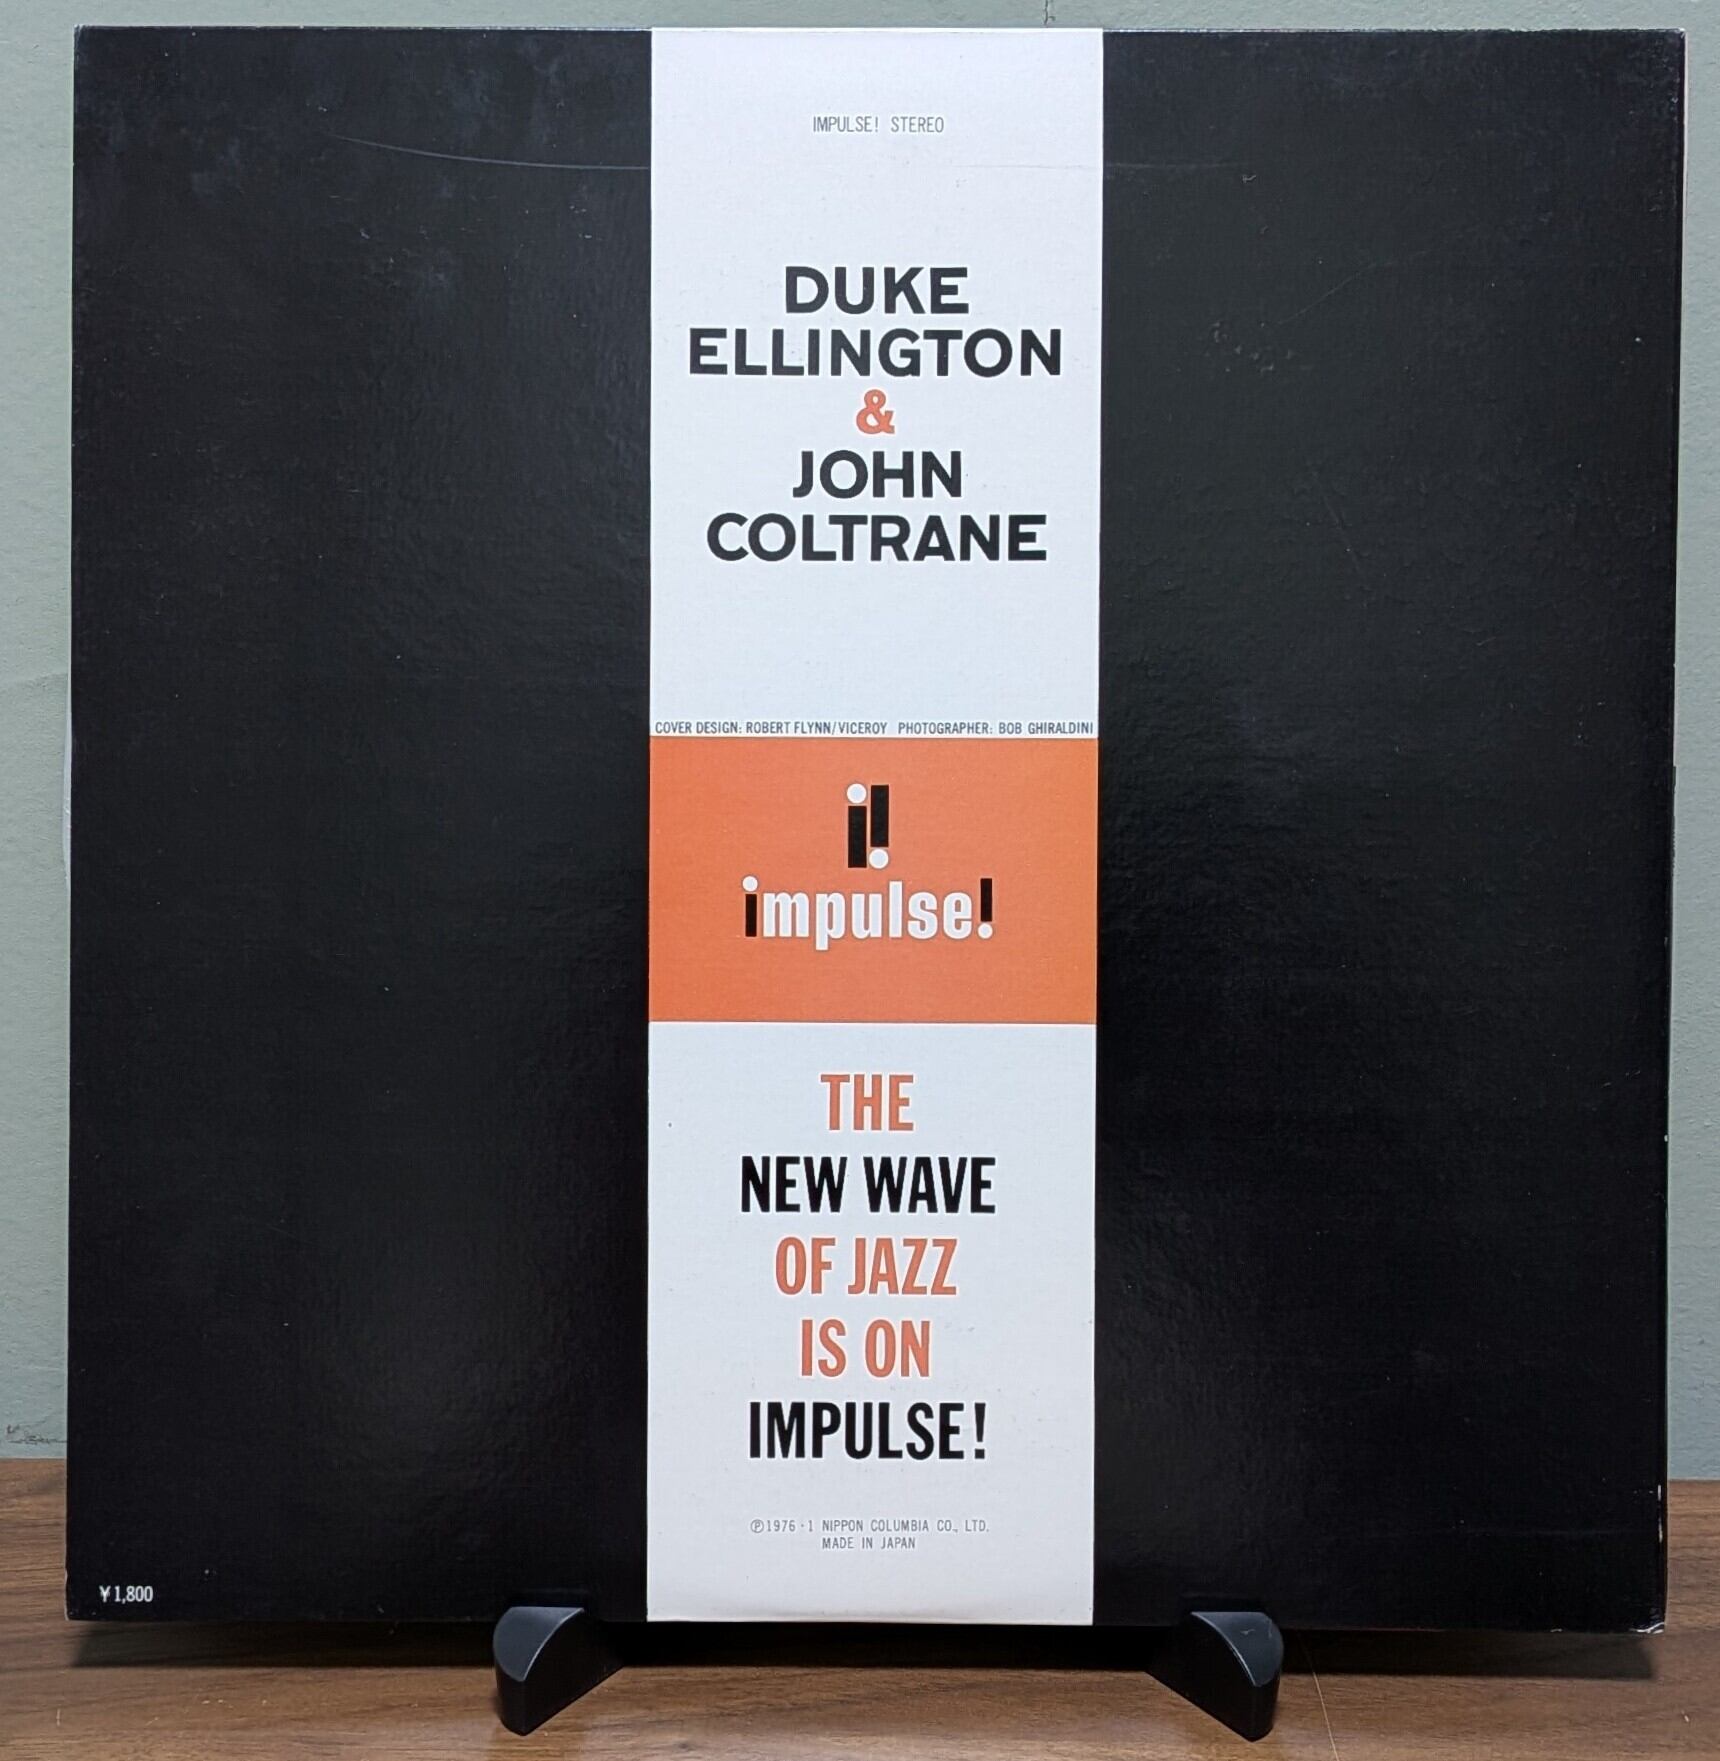 IMPULSE! STEREO
DUKE
ELLINGTON
&
JOHN
COLTRANE
COVER DESIGN: ROBERT FLYNN/VICEROY PHOTOGRAPHER: BOB GHIRALDINI
i!
impulse!
THE
NEW WAVE
OF JAZZ
IS ON
IMPULSE!
Ⓟ1976・1 NIPPON COLUMBIA CO., LTD.
MADE IN JAPAN
¥1,800